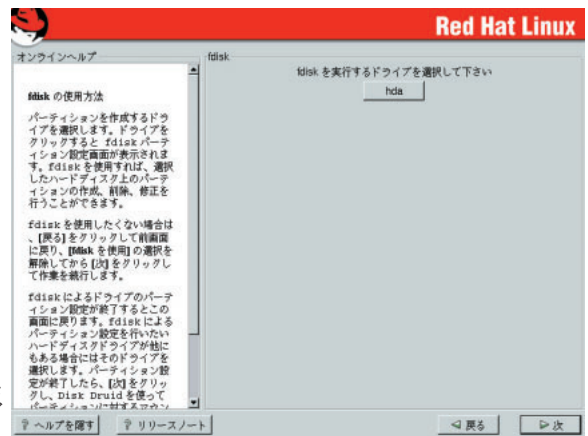 Red Hat Linux
オンラインヘルプ
fdisk の使用方法
パーティションを作成するドラ
イブを選択します。ドライブを
クリックすると fdisk パーテ
ィション設定画面が表示されま
す。fdisk を使用すれば、選択
したハードディスク上のパーテ
ィションの作成、削除、修正を
行うことができます。
fdisk を使用したくない場合は
、[戻る] をクリックして前画面
に戻り、[fdisk を使用] の選択を
解除してから [次] をクリックし
て作業を続行します。
fdisk によるドライブのパーテ
ィション設定が終了するとこの
画面に戻ります。fdisk による
パーティション設定を行いたい
ハードディスクドライブが他に
もある場合にはそのドライブを
選択します。パーティション設
定が終了したら、[次] をクリッ
クし、Disk Druid を使って
パーティションに対するマウン
fdisk
fdisk を実行するドライブを選択して下さい
hda
ヘルプを隠す
リリースノート
戻る
次